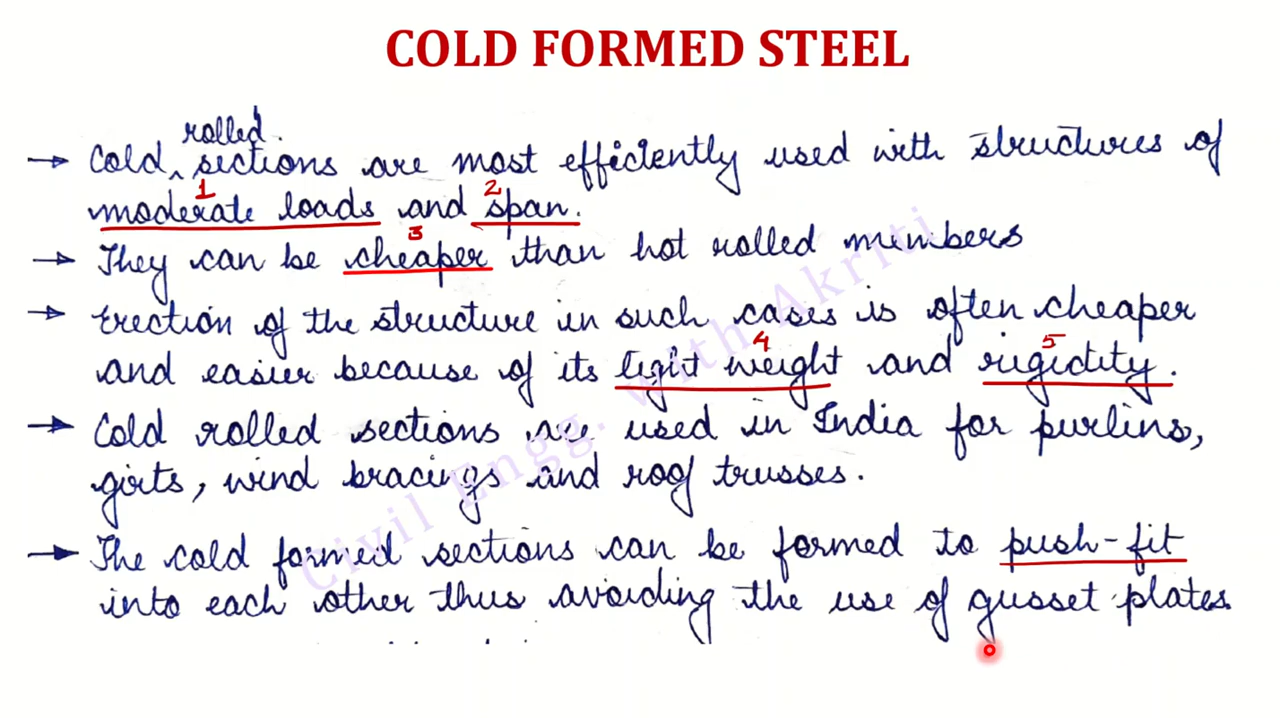 COLD FORMED STEEL
→ Cold ‸ rolled sections are most efficiently used with structures of
1 2
moderate loads and span.
3
→ They can be cheaper than hot rolled members
→ Erection of the structure in such cases is often cheaper
4 5
and easier because of its light weight and rigidity.
→ Cold rolled sections are used in India for purlins,
girts, wind bracings and roof trusses.
→ The cold formed sections can be formed to push-fit
into each other thus avoiding the use of gusset plates
Civil Engg. With Akriti